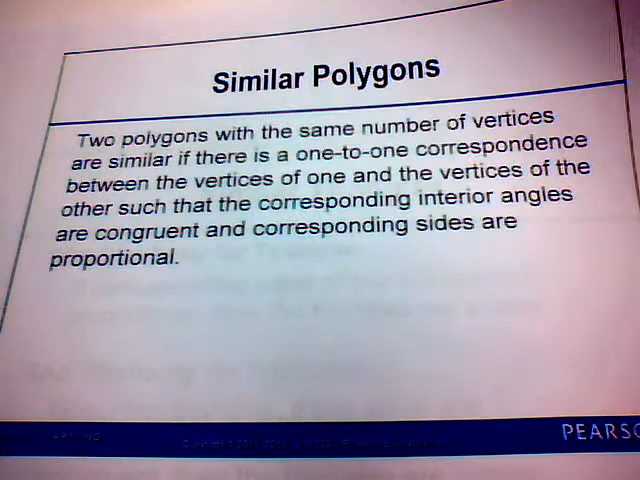 Similar Polygons
Two polygons with the same number of vertices
are similar if there is a one-to-one correspondence
between the vertices of one and the vertices of the
other such that the corresponding interior angles
are congruent and corresponding sides are
proportional.
PEARSO